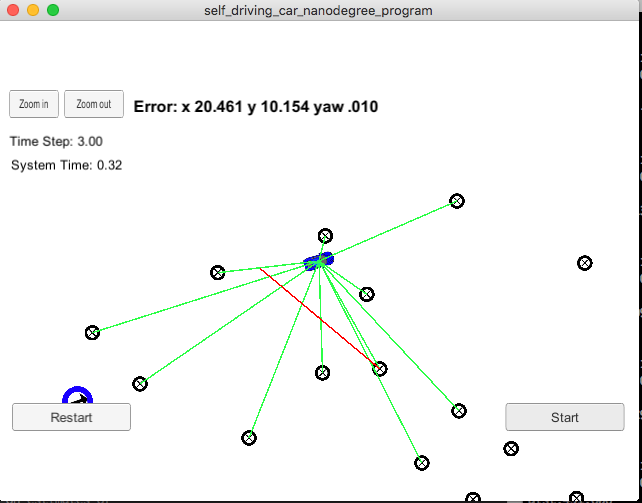 self_driving_car_nanodegree_program
Zoom in
Zoom out
Error: x 20.461 y 10.154 yaw .010
Time Step: 3.00
System Time: 0.32
Restart
Start